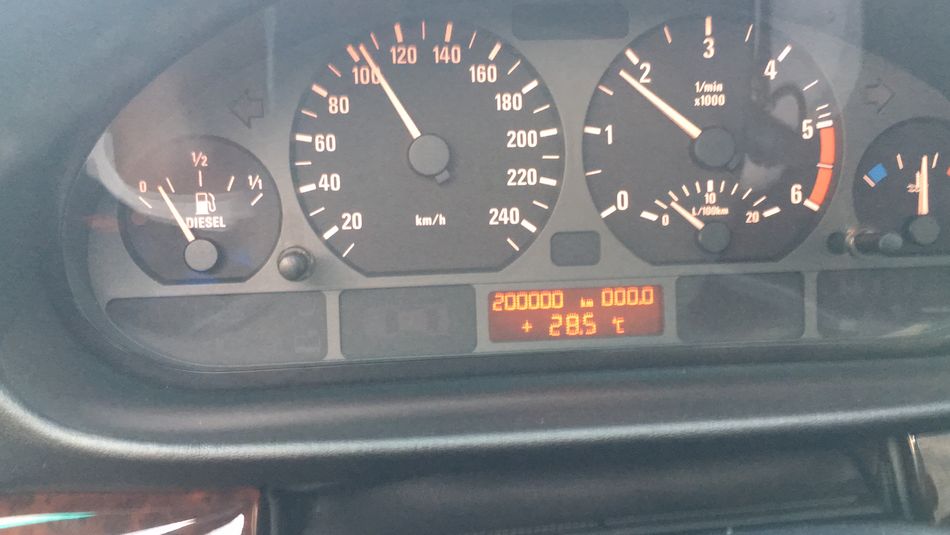 0 1/2 1/1
DIESEL
20 40 60 80 100 120 140 160 180 200 220 240
km/h
0 1 2 3 4 5 6
1/min
x1000
0 10 20
L/100km
200000 km 000.0
+ 28.5 °C